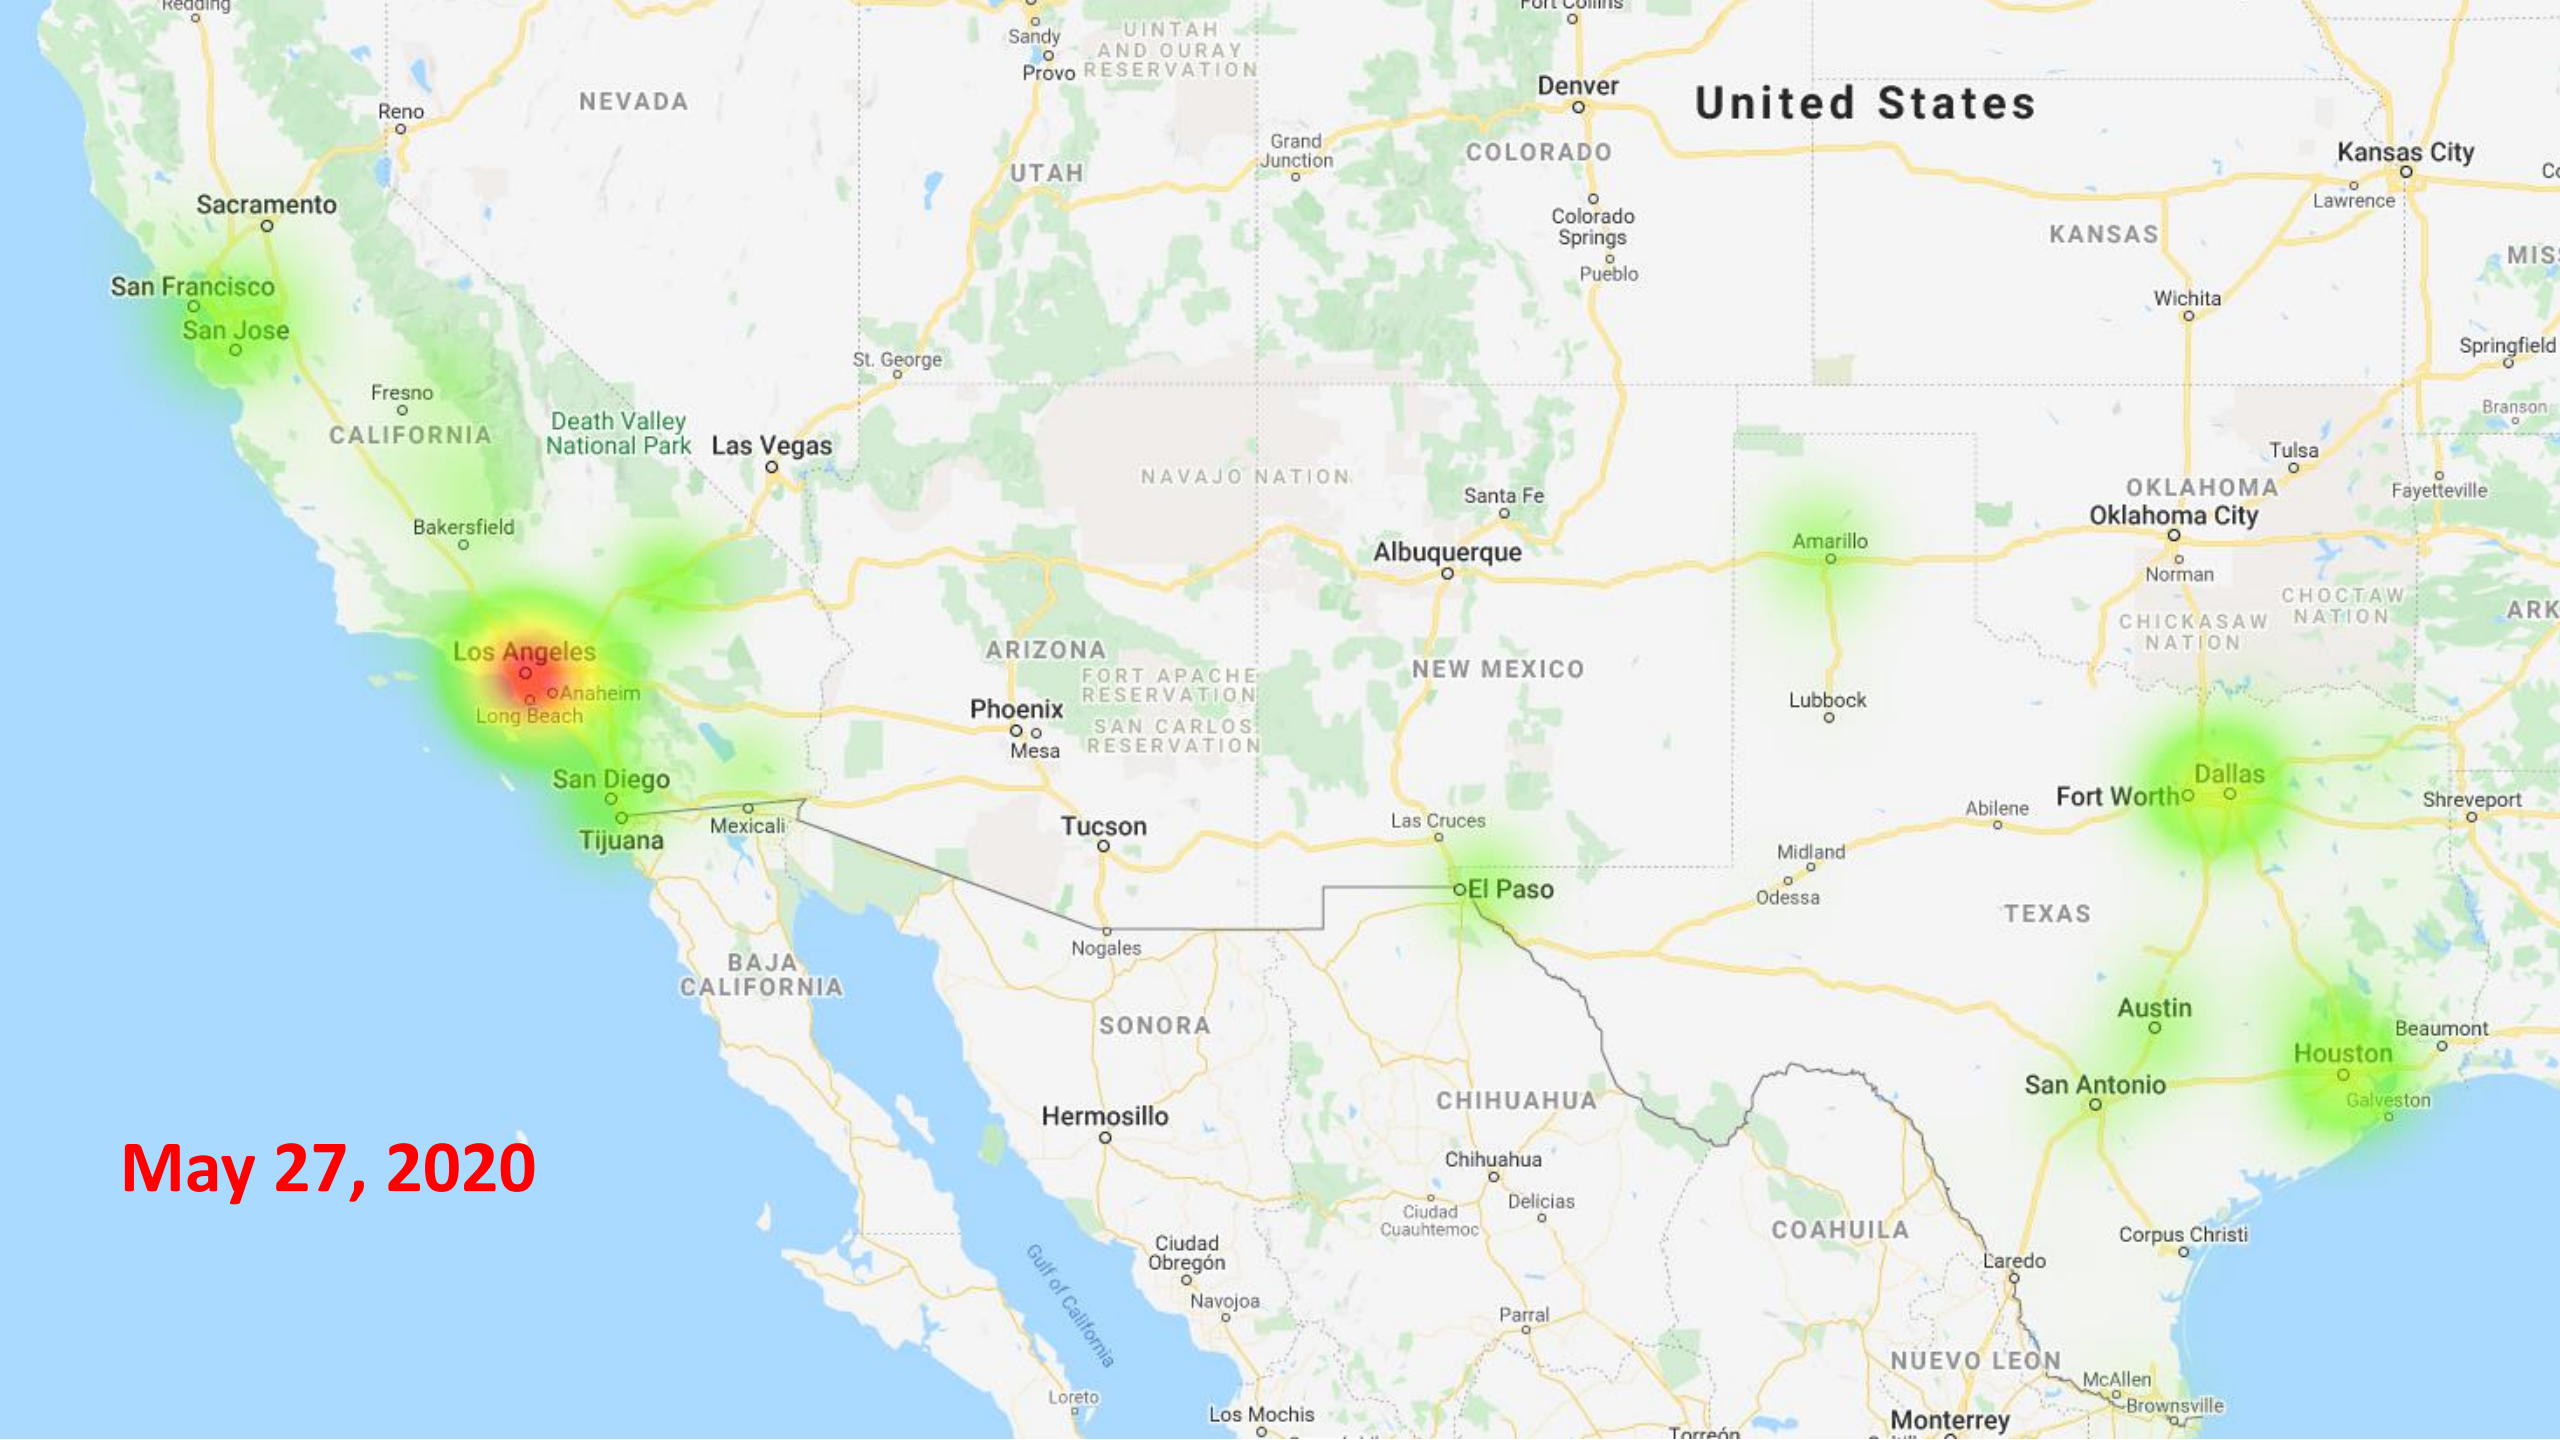 Redding
Sandy
Provo
UINTAH
AND OURAY
RESERVATION
Fort Collins
Denver
United States
NEVADA
Reno
UTAH
Grand
Junction
COLORADO
Kansas City
Lawrence
Sacramento
Colorado
Springs
Pueblo
KANSAS
MIS
San Francisco
San Jose
Wichita
Springfield
St. George
Fresno
CALIFORNIA
Death Valley
National Park
Las Vegas
Branson
Tulsa
NAVAJO NATION
Santa Fe
OKLAHOMA
Oklahoma City
Fayetteville
Bakersfield
Albuquerque
Amarillo
Norman
CHOCTAW
NATION
CHICKASAW
NATION
ARK
Los Angeles
Anaheim
Long Beach
ARIZONA
FORT APACHE
RESERVATION
NEW MEXICO
Lubbock
Phoenix
Mesa
SAN CARLOS
RESERVATION
San Diego
Tijuana
Mexicali
Tucson
Las Cruces
Abilene
Fort Worth
Dallas
Shreveport
Midland
Odessa
El Paso
TEXAS
Nogales
BAJA
CALIFORNIA
SONORA
Austin
Beaumont
Houston
San Antonio
Galveston
CHIHUAHUA
Hermosillo
May 27, 2020
Chihuahua
Delicias
Ciudad
Cuauhtemoc
COAHUILA
Corpus Christi
Ciudad
Obregón
Laredo
Gulf of California
Navojoa
Parral
NUEVO LEON
McAllen
Brownsville
Loreto
Los Mochis
Monterrey
Torreón